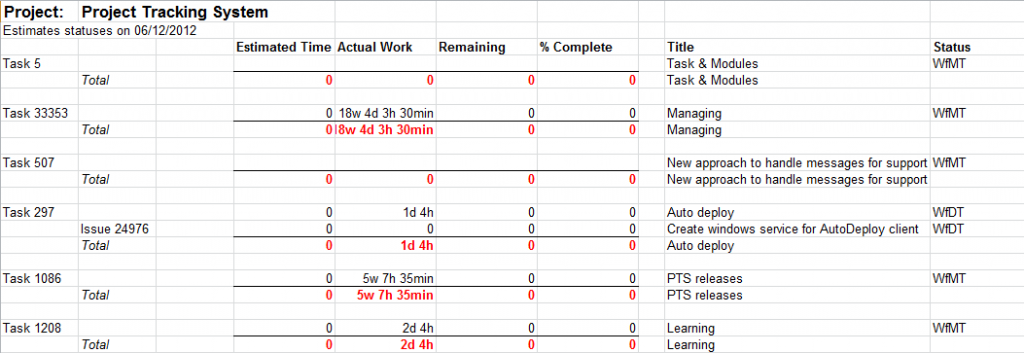 Project: Project Tracking System
Estimates statuses on 06/12/2012
Estimated Time Actual Work Remaining % Complete Title Status
Task 5 Task & Modules WfMT
Total 0 0 0 0 Task & Modules
Task 33353 0 18w 4d 3h 30min 0 0 Managing WfMT
Total 0 18w 4d 3h 30min 0 0 Managing
Task 507 New approach to handle messages for support WfMT
Total 0 0 0 0 New approach to handle messages for support
Task 297 0 1d 4h 0 0 Auto deploy WfDT
Issue 24976 0 0 0 0 Create windows service for AutoDeploy client WfDT
Total 0 1d 4h 0 0 Auto deploy
Task 1086 0 5w 7h 35min 0 0 PTS releases WfMT
Total 0 5w 7h 35min 0 0 PTS releases
Task 1208 0 2d 4h 0 0 Learning WfMT
Total 0 2d 4h 0 0 Learning